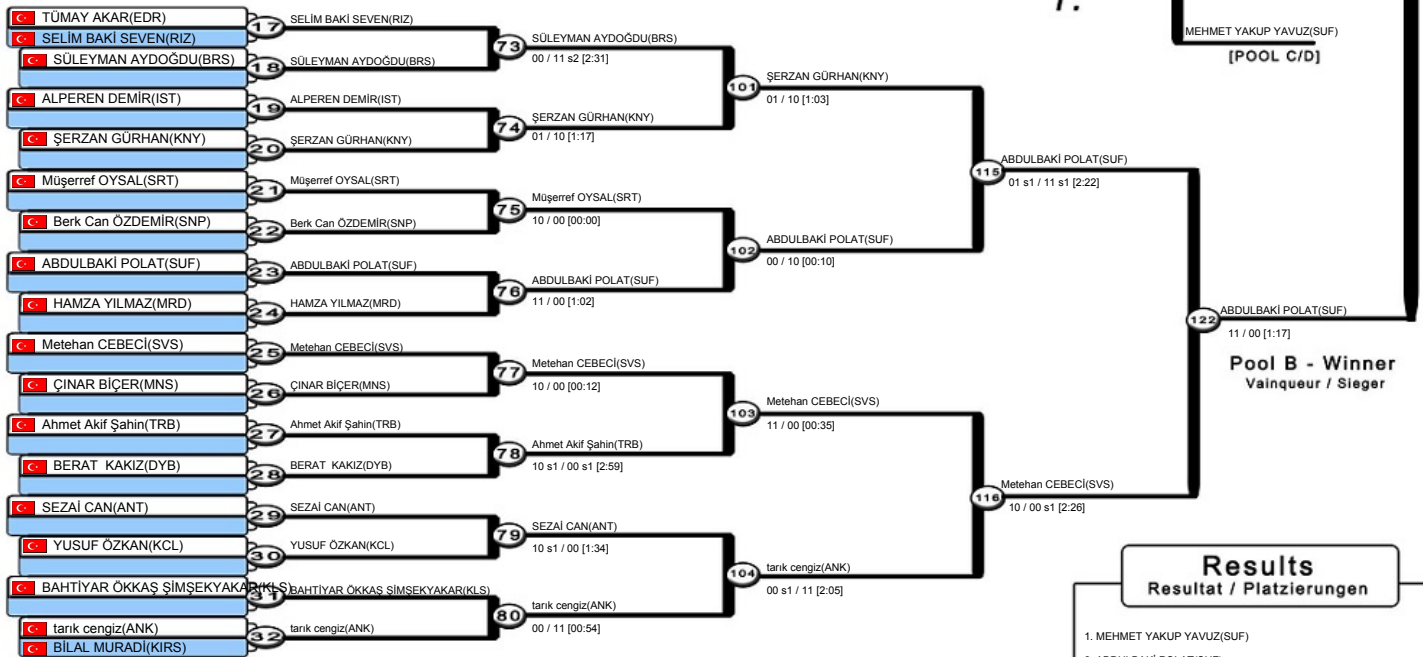 TÜMAY AKAR(EDR)
SELİM BAKİ SEVEN(RIZ)
SÜLEYMAN AYDOĞDU(BRS)
ALPEREN DEMİR(IST)
ŞERZAN GÜRHAN(KNY)
Müşerref OYSAL(SRT)
Berk Can ÖZDEMİR(SNP)
ABDULBAKİ POLAT(SUF)
HAMZA YILMAZ(MRD)
Metehan CEBECİ(SVS)
ÇINAR BİÇER(MNS)
Ahmet Akif Şahin(TRB)
BERAT KAKIZ(DYB)
SEZAİ CAN(ANT)
YUSUF ÖZKAN(KCL)
BAHTİYAR ÖKKAŞ ŞİMŞEKYAKAR(KLS)
tarık cengiz(ANK)
BİLAL MURADİ(KIRS)
17 SELİM BAKİ SEVEN(RIZ)
18 SÜLEYMAN AYDOĞDU(BRS)
19 ALPEREN DEMİR(IST)
20 ŞERZAN GÜRHAN(KNY)
21 Müşerref OYSAL(SRT)
22 Berk Can ÖZDEMİR(SNP)
23 ABDULBAKİ POLAT(SUF)
24 HAMZA YILMAZ(MRD)
25 Metehan CEBECİ(SVS)
26 ÇINAR BİÇER(MNS)
27 Ahmet Akif Şahin(TRB)
28 BERAT KAKIZ(DYB)
29 SEZAİ CAN(ANT)
30 YUSUF ÖZKAN(KCL)
31 BAHTİYAR ÖKKAŞ ŞİMŞEKYAKAR(KLS)
32 tarık cengiz(ANK)
73 SÜLEYMAN AYDOĞDU(BRS)
00 / 11 s2 [2:31]
74 ŞERZAN GÜRHAN(KNY)
01 / 10 [1:17]
75 Müşerref OYSAL(SRT)
10 / 00 [00:00]
76 ABDULBAKİ POLAT(SUF)
11 / 00 [1:02]
77 Metehan CEBECİ(SVS)
10 / 00 [00:12]
78 Ahmet Akif Şahin(TRB)
10 s1 / 00 s1 [2:59]
79 SEZAİ CAN(ANT)
10 s1 / 00 [1:34]
80 tarık cengiz(ANK)
00 / 11 [00:54]
101 ŞERZAN GÜRHAN(KNY)
01 / 10 [1:03]
102 ABDULBAKİ POLAT(SUF)
00 / 10 [00:10]
103 Metehan CEBECİ(SVS)
11 / 00 [00:35]
104 tarık cengiz(ANK)
00 s1 / 11 [2:05]
115 ABDULBAKİ POLAT(SUF)
01 s1 / 11 s1 [2:22]
116 Metehan CEBECİ(SVS)
10 / 00 s1 [2:26]
122 ABDULBAKİ POLAT(SUF)
11 / 00 [1:17]
Pool B - Winner
Vainqueur / Sieger
1.
MEHMET YAKUP YAVUZ(SUF)
[POOL C/D]
Results
Resultat / Platzierungen
1. MEHMET YAKUP YAVUZ(SUF)